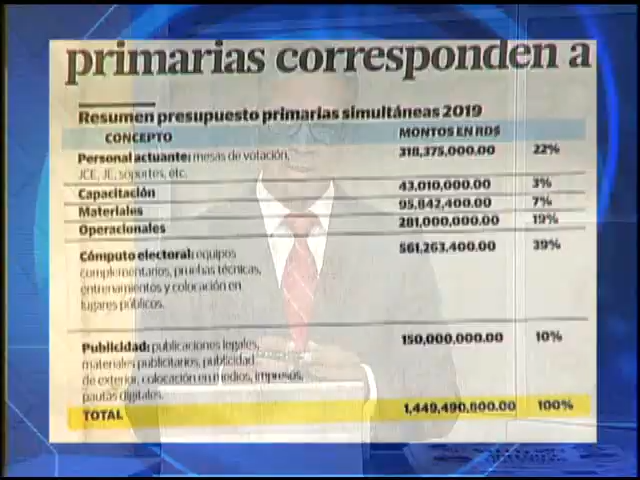 primarias corresponden a
Resumen presupuesto primarias simultáneas 2019
CONCEPTO MONTOS EN RD$
Personal actuante: mesas de votación, 318,375,000.00 22%
JCE, JE, soportes, etc.
Capacitación 43,010,000.00 3%
Materiales 95,842,400.00 7%
Operacionales 281,000,000.00 19%
Cómputo electoral: equipos 561,263,400.00 39%
complementarios, pruebas técnicas,
entrenamientos y colocación en
lugares públicos.
Publicidad: publicaciones legales, 150,000,000.00 10%
materiales publicitarios, publicidad
de exterior, colocación en medios, impresos,
pautas digitales.
TOTAL 1,449,490,800.00 100%